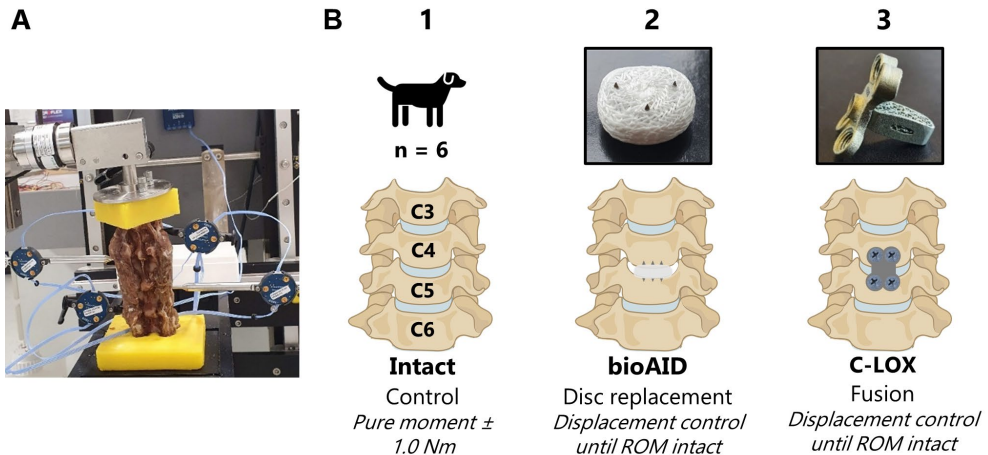 A
B
1
2
3
n = 6
C3
C4
C5
C6
Intact
Control
Pure moment ±
1.0 Nm
bioAID
Disc replacement
Displacement control
until ROM intact
C-LOX
Fusion
Displacement control
until ROM intact